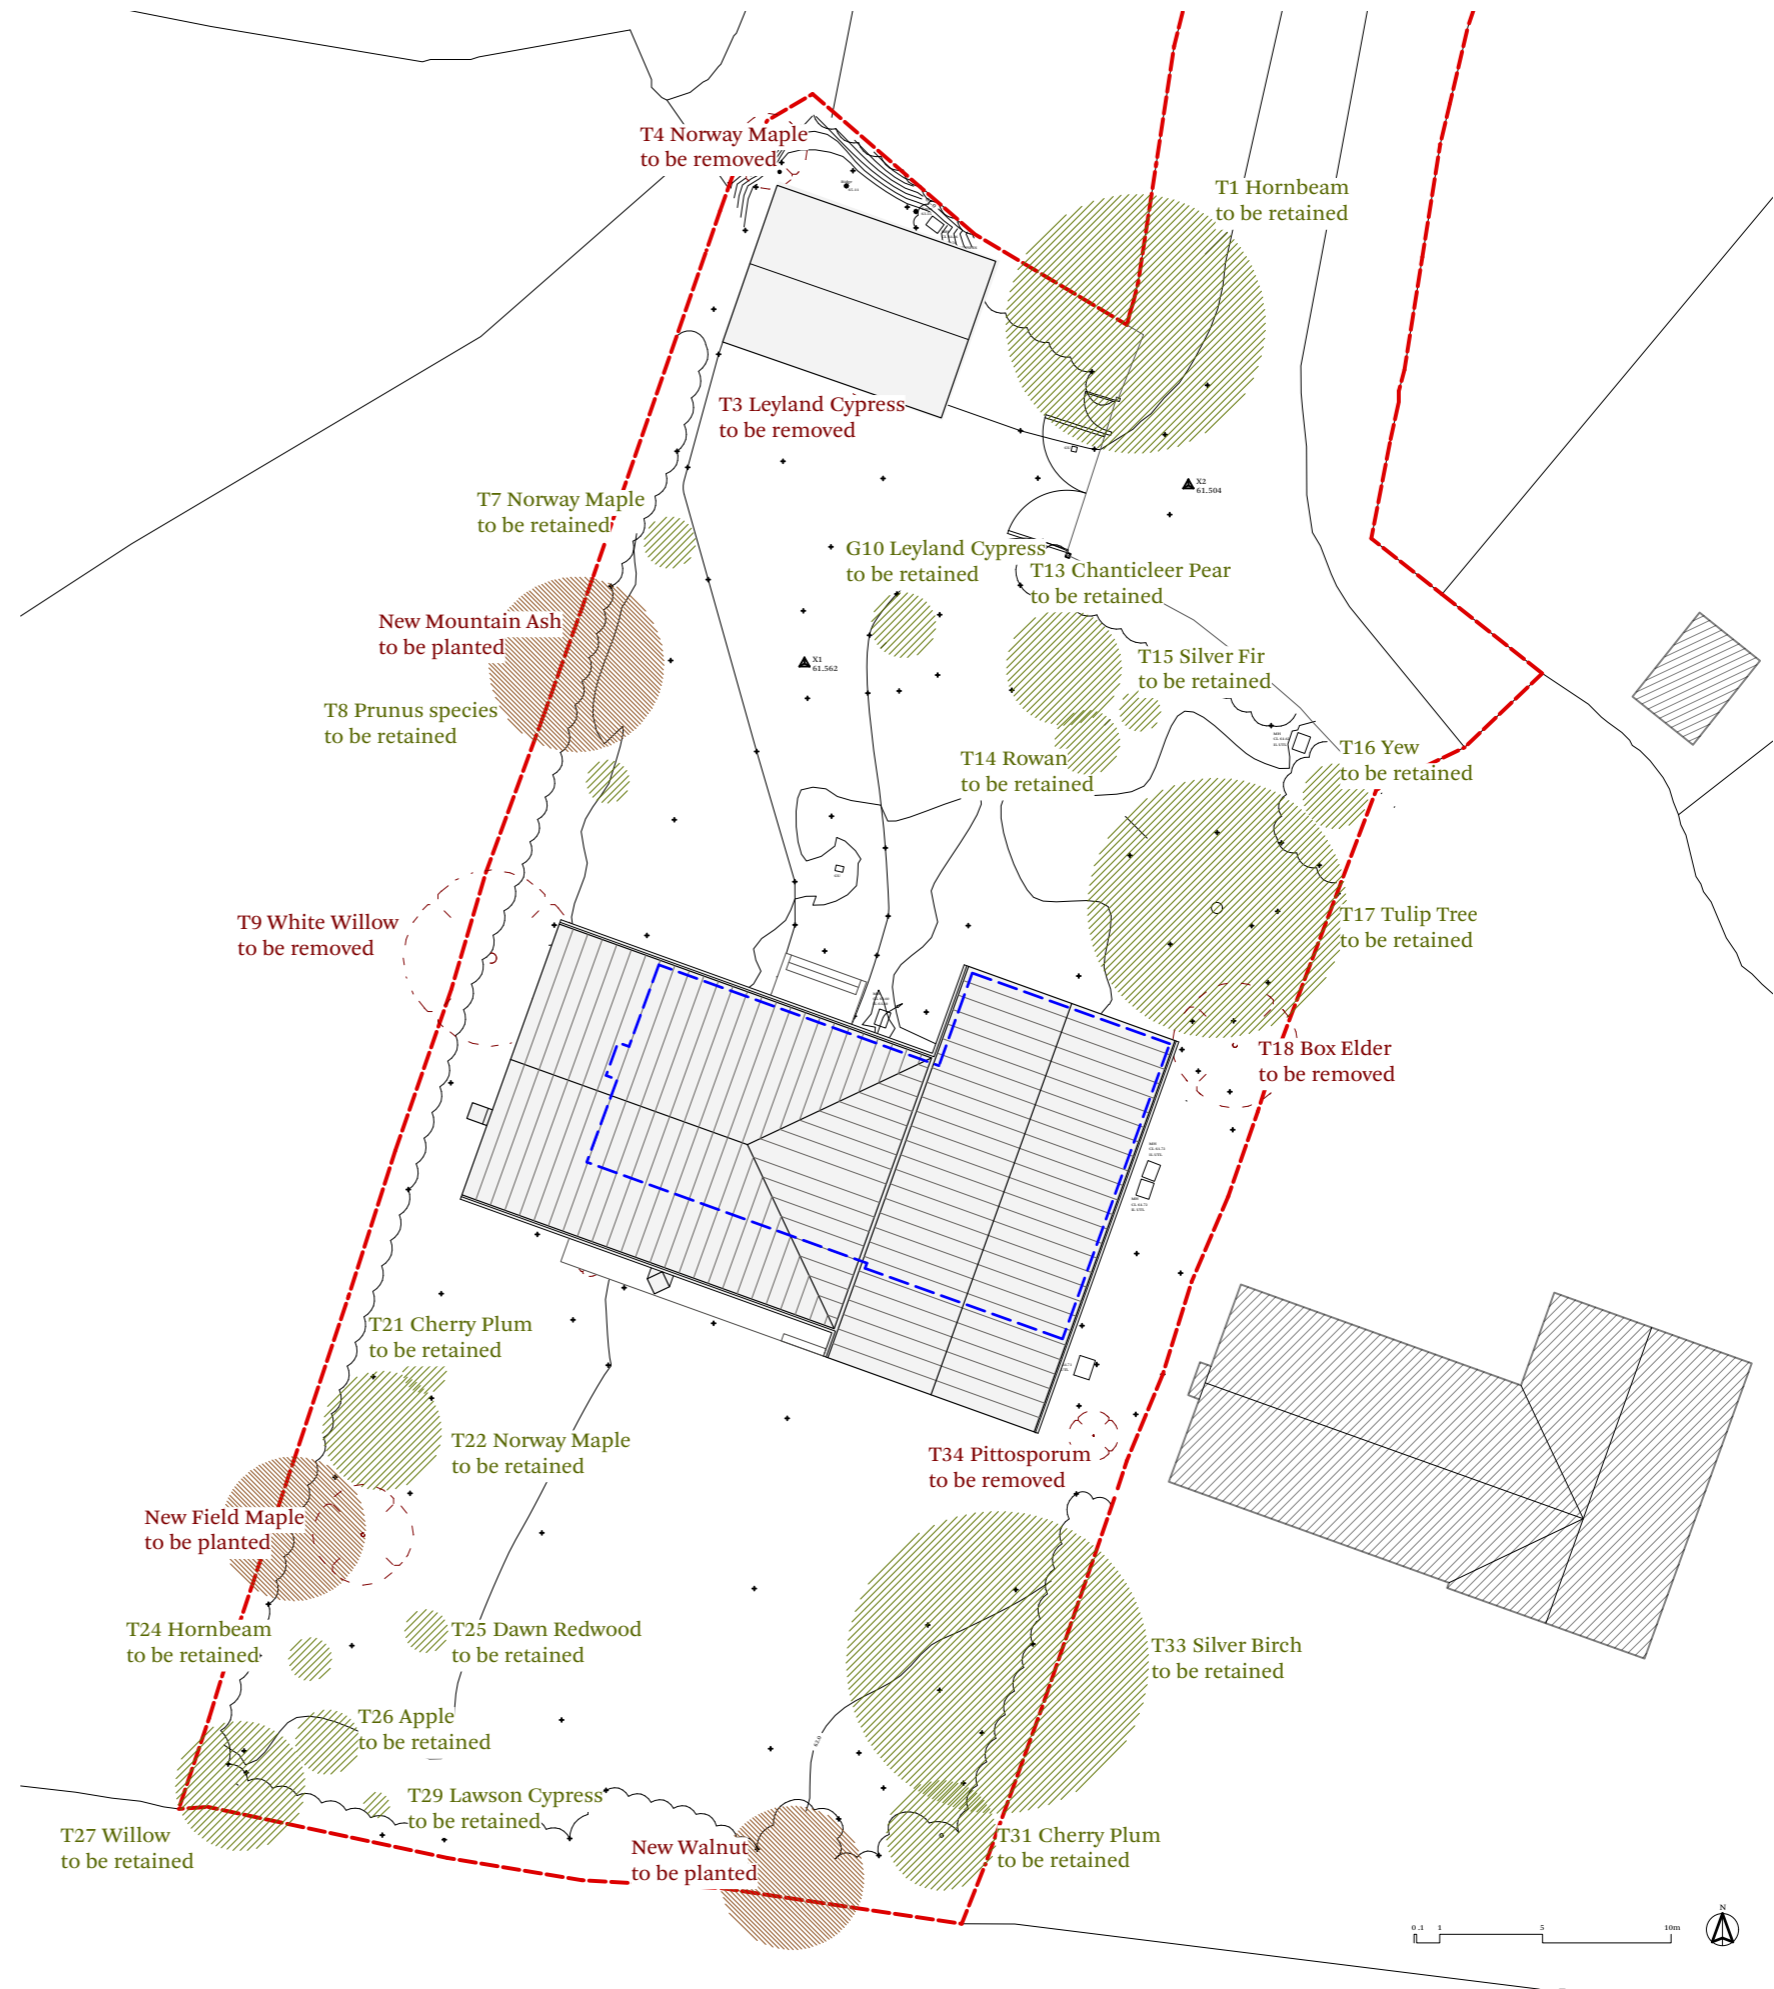 T4 Norway Maple
to be removed
T1 Hornbeam
to be retained
T3 Leyland Cypress
to be removed
X2
61.504
T7 Norway Maple
to be retained
G10 Leyland Cypress
to be retained
T13 Chanticleer Pear
to be retained
New Mountain Ash
to be planted
X1
61.562
T15 Silver Fir
to be retained
T8 Prunus species
to be retained
T14 Rowan
to be retained
T16 Yew
to be retained
T9 White Willow
to be removed
T17 Tulip Tree
to be retained
T18 Box Elder
to be removed
T21 Cherry Plum
to be retained
T22 Norway Maple
to be retained
T34 Pittosporum
to be removed
New Field Maple
to be planted
T24 Hornbeam
to be retained
T25 Dawn Redwood
to be retained
T33 Silver Birch
to be retained
T26 Apple
to be retained
62.0
T29 Lawson Cypress
to be retained
T27 Willow
to be retained
New Walnut
to be planted
T31 Cherry Plum
to be retained
0 .1 1 5 10m
N